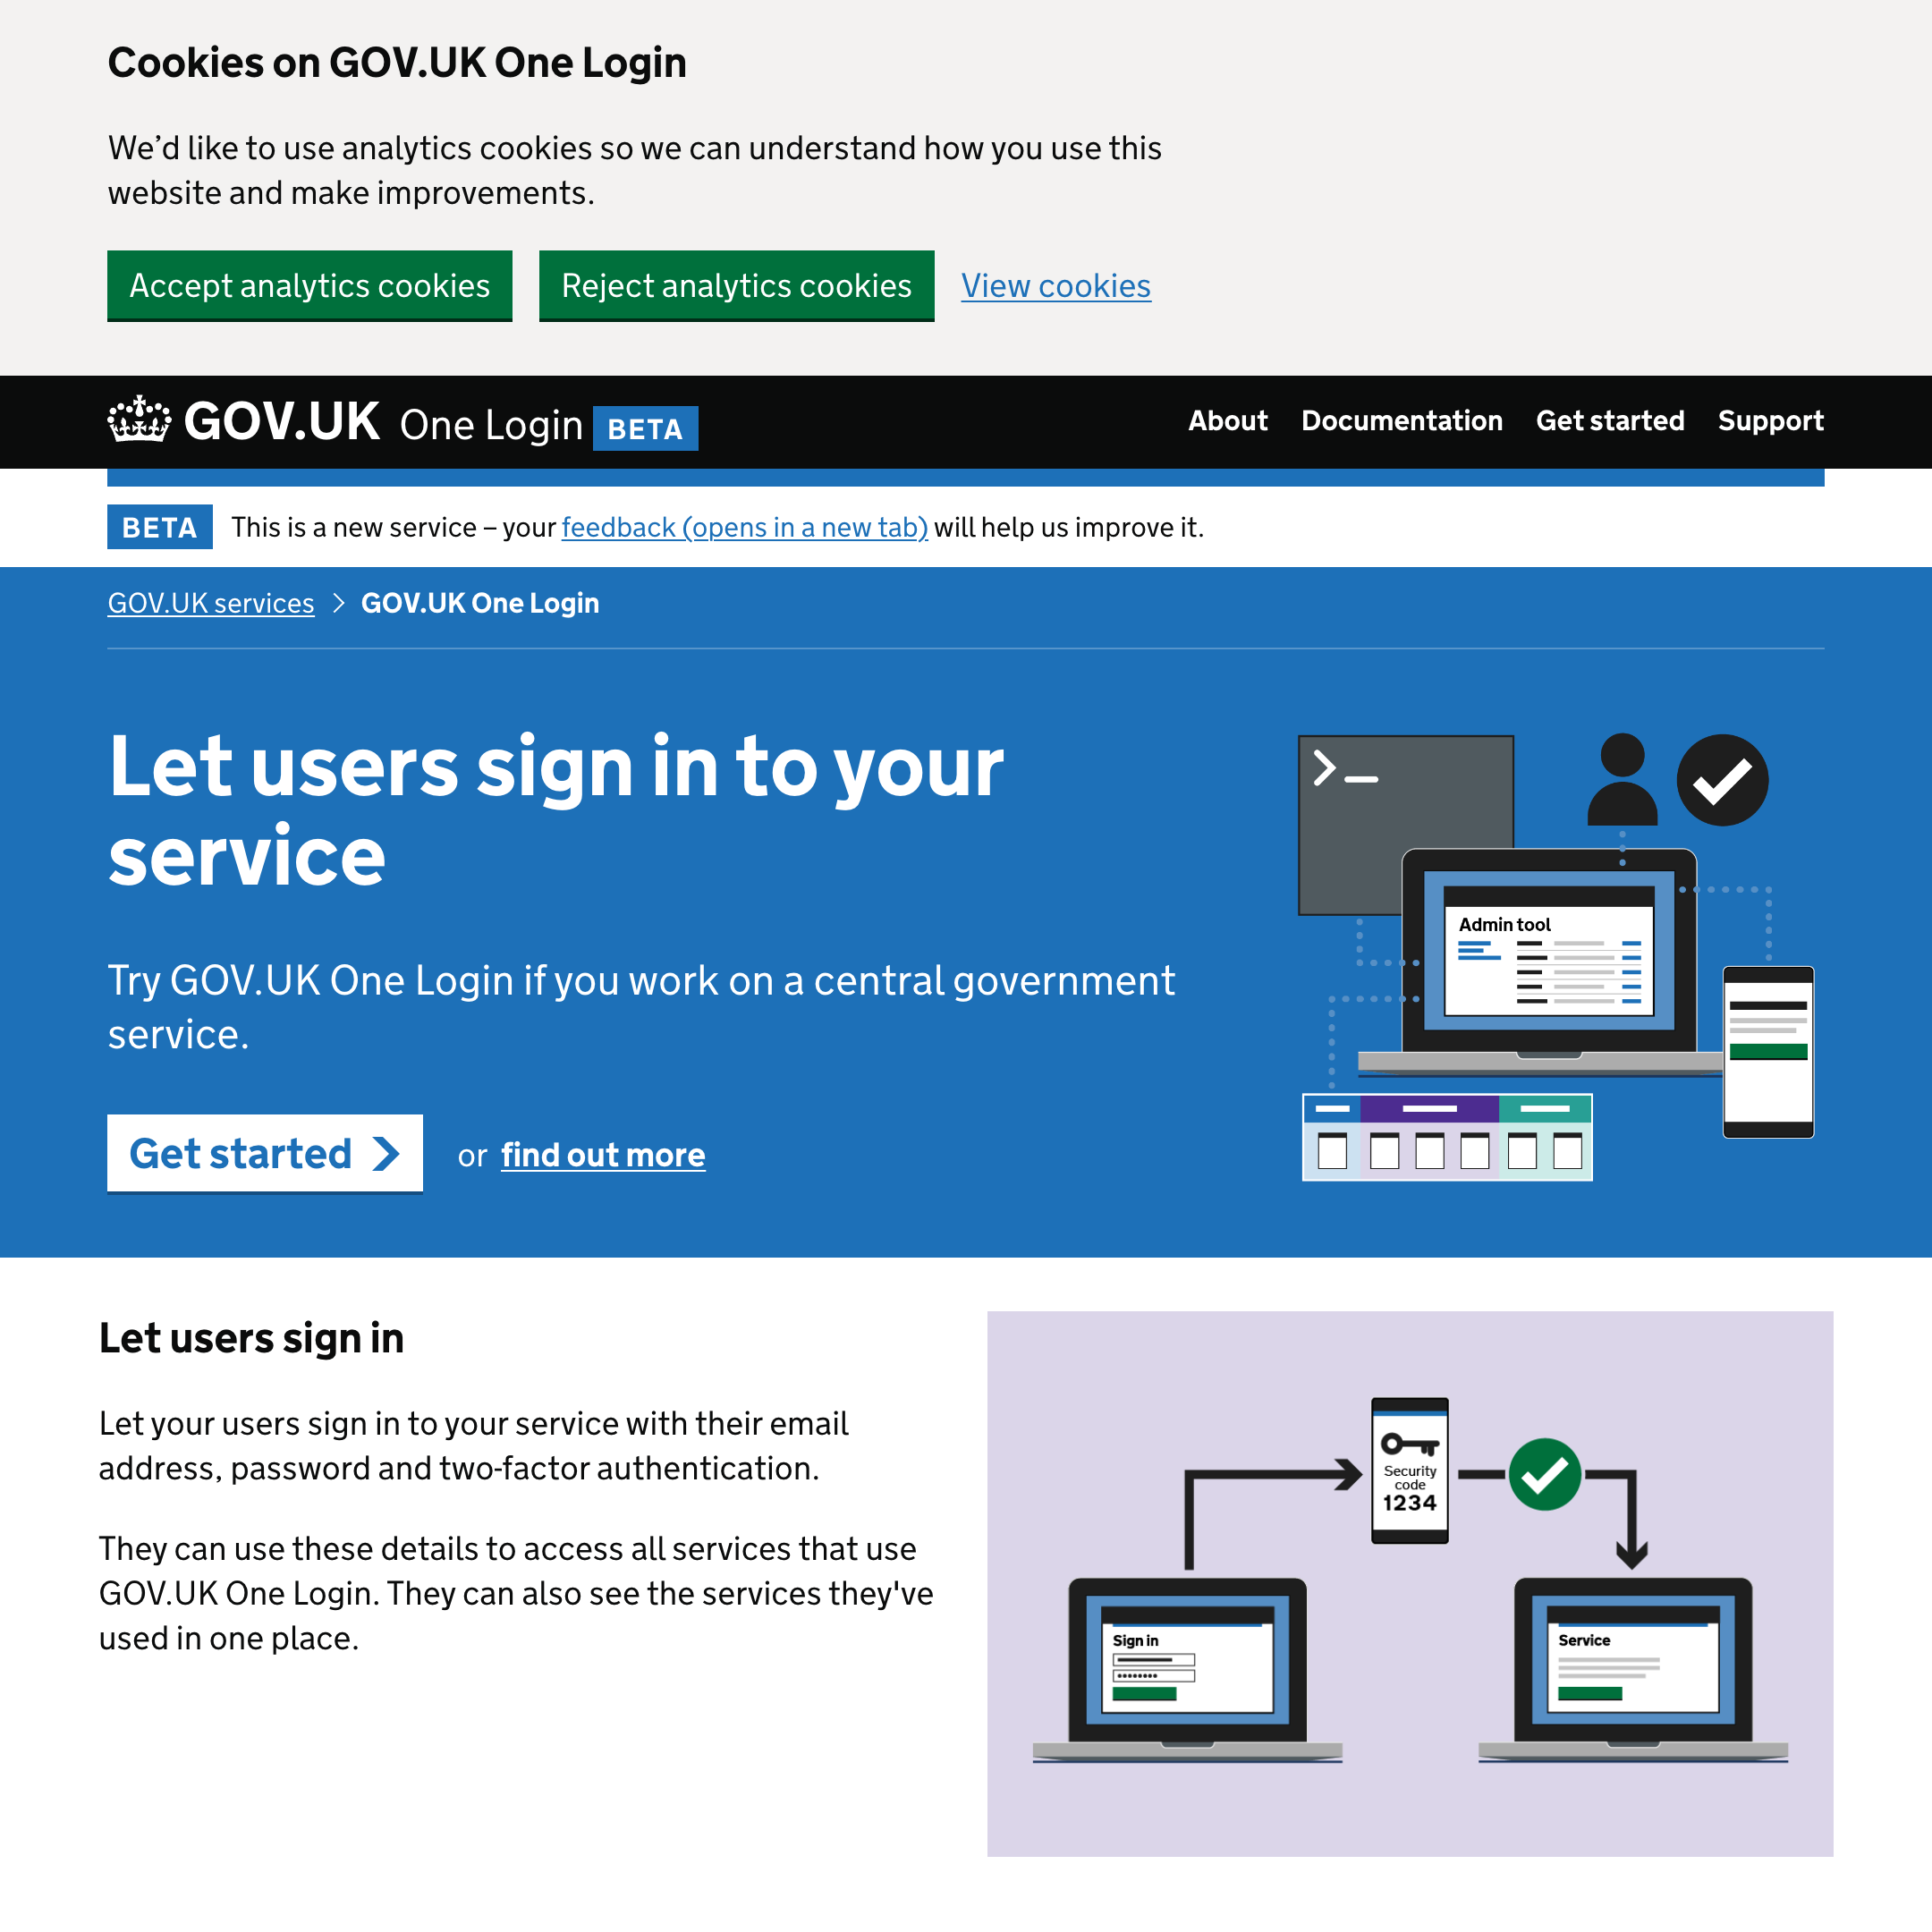 Cookies on GOV.UK One Login
We’d like to use analytics cookies so we can understand how you use this
website and make improvements.
Accept analytics cookies
Reject analytics cookies
View cookies
GOV.UK One Login BETA
About
Documentation
Get started
Support
BETA This is a new service – your feedback (opens in a new tab) will help us improve it.
GOV.UK services
GOV.UK One Login
Let users sign in to your
service
Try GOV.UK One Login if you work on a central government
service.
Get started
or find out more
Admin tool
Let users sign in
Let your users sign in to your service with their email
address, password and two-factor authentication.
They can use these details to access all services that use
GOV.UK One Login. They can also see the services they've
used in one place.
Security
code
1234
Sign in
Service